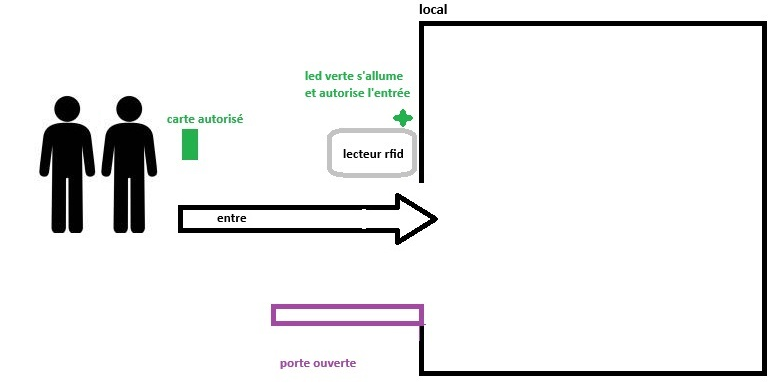 local
led verte s'allume
et autorise l'entrée
carte autorisé
lecteur rfid
entre
porte ouverte